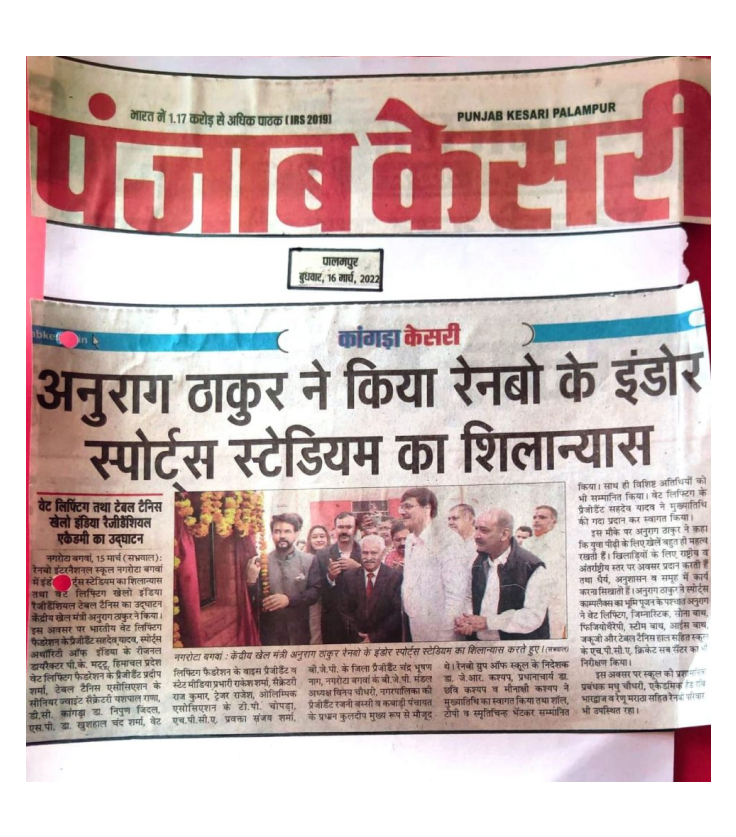 भारत में 1.17 करोड़ से अधिक पाठक (IRS 2019)
PUNJAB KESARI PALAMPUR
पंजाब केसरी
पालमपुर
बुधवार, 16 मार्च, 2022
कांगड़ा केसरी
अनुराग ठाकुर ने किया रेनबो के इंडोर
स्पोर्ट्स स्टेडियम का शिलान्यास
वेट लिफ्टिंग तथा टेबल टैनिस
खेलो इंडिया रैजीडैंशियल
एकैडमी का उद्घाटन
नगरोटा बगवां, 15 मार्च (सभ्रवाल):
रेनबो इंटरनैशनल स्कूल नगरोटा बगवां
में र्ट्स स्टेडियम का शिलान्यास
तथा वेट लिफ्टिंग खेलो इंडिया
रैजीडैंशियल टेबल टैनिस का उद्घाटन
केंद्रीय खेल मंत्री अनुराग ठाकुर ने किया।
इस अवसर पर भारतीय वेट लिफ्टिंग
फैडरेशन के प्रैजीडैंट सहदेव यादव, स्पोर्ट्स
अथॉरिटी ऑफ इंडिया के रीजनल
डायरैक्टर पी.के. मट्टू, हिमाचल प्रदेश
वेट लिफ्टिंग फैडरेशन के प्रैजीडैंट प्रदीप
शर्मा, टेबल टैनिस एसोसिएशन के
सीनियर ज्वाइंट सैक्रेटरी यशपाल राणा,
डी.सी. कांगड़ा डा. निपुण जिंदल,
एस.पी. डा. खुशहाल चंद शर्मा, वेट
नगरोटा बगवां : केंद्रीय खेल मंत्री अनुराग ठाकुर रेनबो के इंडोर स्पोर्ट्स स्टेडियम का शिलान्यास करते हुए। (सभ्रवाल)
लिफ्टिंग फैडरेशन के वाइस प्रैजीडैंट व
स्टेट मीडिया प्रभारी राकेश शर्मा, सैक्रेटरी
राज कुमार, ट्रेजर राजेश, ओलिम्पिक
एसोसिएशन के टी.पी. चोपड़ा,
एच.पी.सी.ए. प्रवक्ता संजय शर्मा,
बी.जे.पी. के जिला प्रैजीडैंट चंद्र भूषण
नाग, नगरोटा बगवां के बी.जे.पी. मंडल
अध्यक्ष विनय चौधरी, नगरपालिका की
प्रैजीडैंट रजनी बस्सी व कबाड़ी पंचायत
के प्रधान कुलदीप मुख्य रूप से मौजूद
थे। रेनबो ग्रुप ऑफ स्कूल के निदेशक
डा. जे.आर. कश्यप, प्रधानाचार्य डा.
छवि कश्यप व मीनाक्षी कश्यप ने
मुख्यातिथि का स्वागत किया तथा शॉल,
टोपी व स्मृतिचिन्ह भेंटकर सम्मानित
किया। साथ ही विशिष्ट अतिथियों को
भी सम्मानित किया। वेट लिफ्टिंग के
प्रैजीडैंट सहदेव यादव ने मुख्यातिथि
को गदा प्रदान कर स्वागत किया।
इस मौके पर अनुराग ठाकुर ने कहा
कि युवा पीढ़ी के लिए खेलें बहुत ही महत्व
रखती हैं। खिलाड़ियों के लिए राष्ट्रीय व
अंतर्राष्ट्रीय स्तर पर अवसर प्रदान करती हैं
तथा धैर्य, अनुशासन व समूह में कार्य
करना सिखाती हैं। अनुराग ठाकुर ने स्पोर्ट्स
काम्पलैक्स का भूमि पूजन के पश्चात अनुराग
ने वेट लिफ्टिंग, जिम्नास्टिक, सोना बाथ,
फिजियोथैरेपी, स्टीम बाथ, आईस बाथ,
जकूजी और टेबल टैनिस हाल सहित स्कूल
के एच.पी.सी.ए. क्रिकेट सब सैंटर का भी
निरीक्षण किया।
इस अवसर पर स्कूल की प्रशासनिक
प्रबंधक मधु चौधरी, एकैडमिक हैड
भारद्वाज व रेणू मराठा सहित रेनबो परिवार
भी उपस्थित रहा।